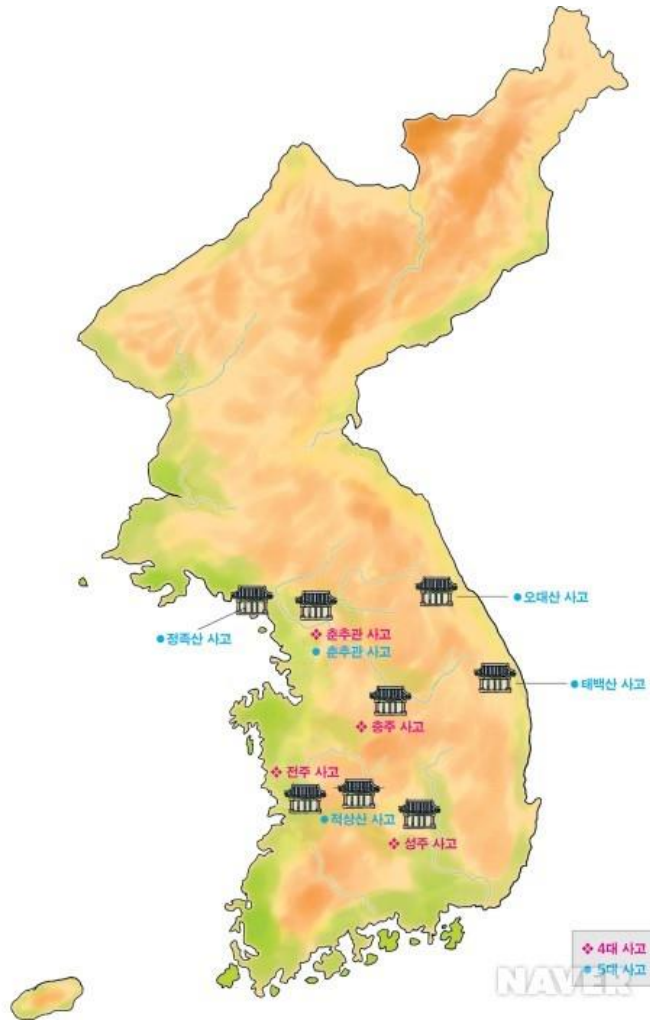 오대산 사고
정족산 사고
춘추관 사고
춘추관 사고
태백산 사고
충주 사고
전주 사고
적상산 사고
성주 사고
4대 사고
5대 사고
NAVER